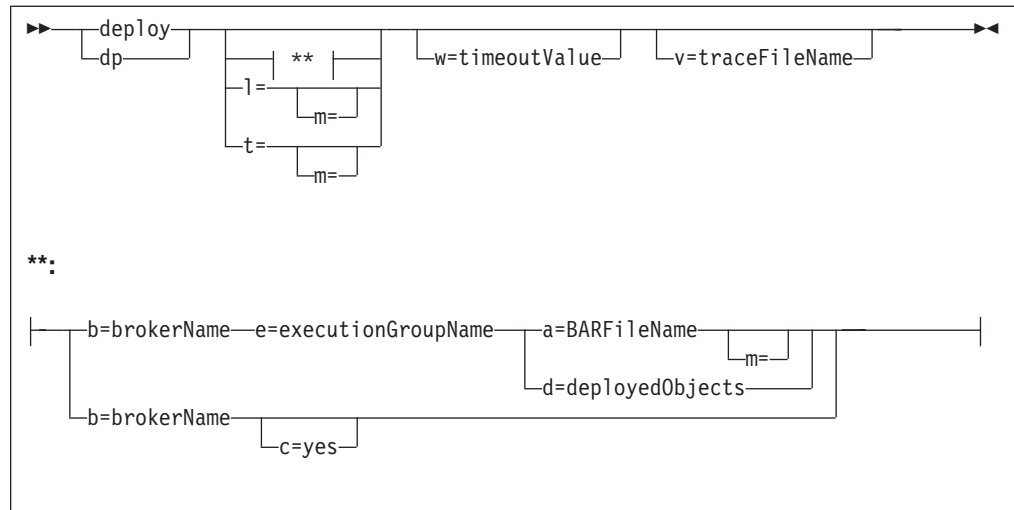 deploy
dp
**
l=
m=
t=
m=
w=timeoutValue
v=traceFileName
**:
b=brokerName e=executionGroupName a=BARFileName
m=
d=deployedObjects
b=brokerName
c=yes